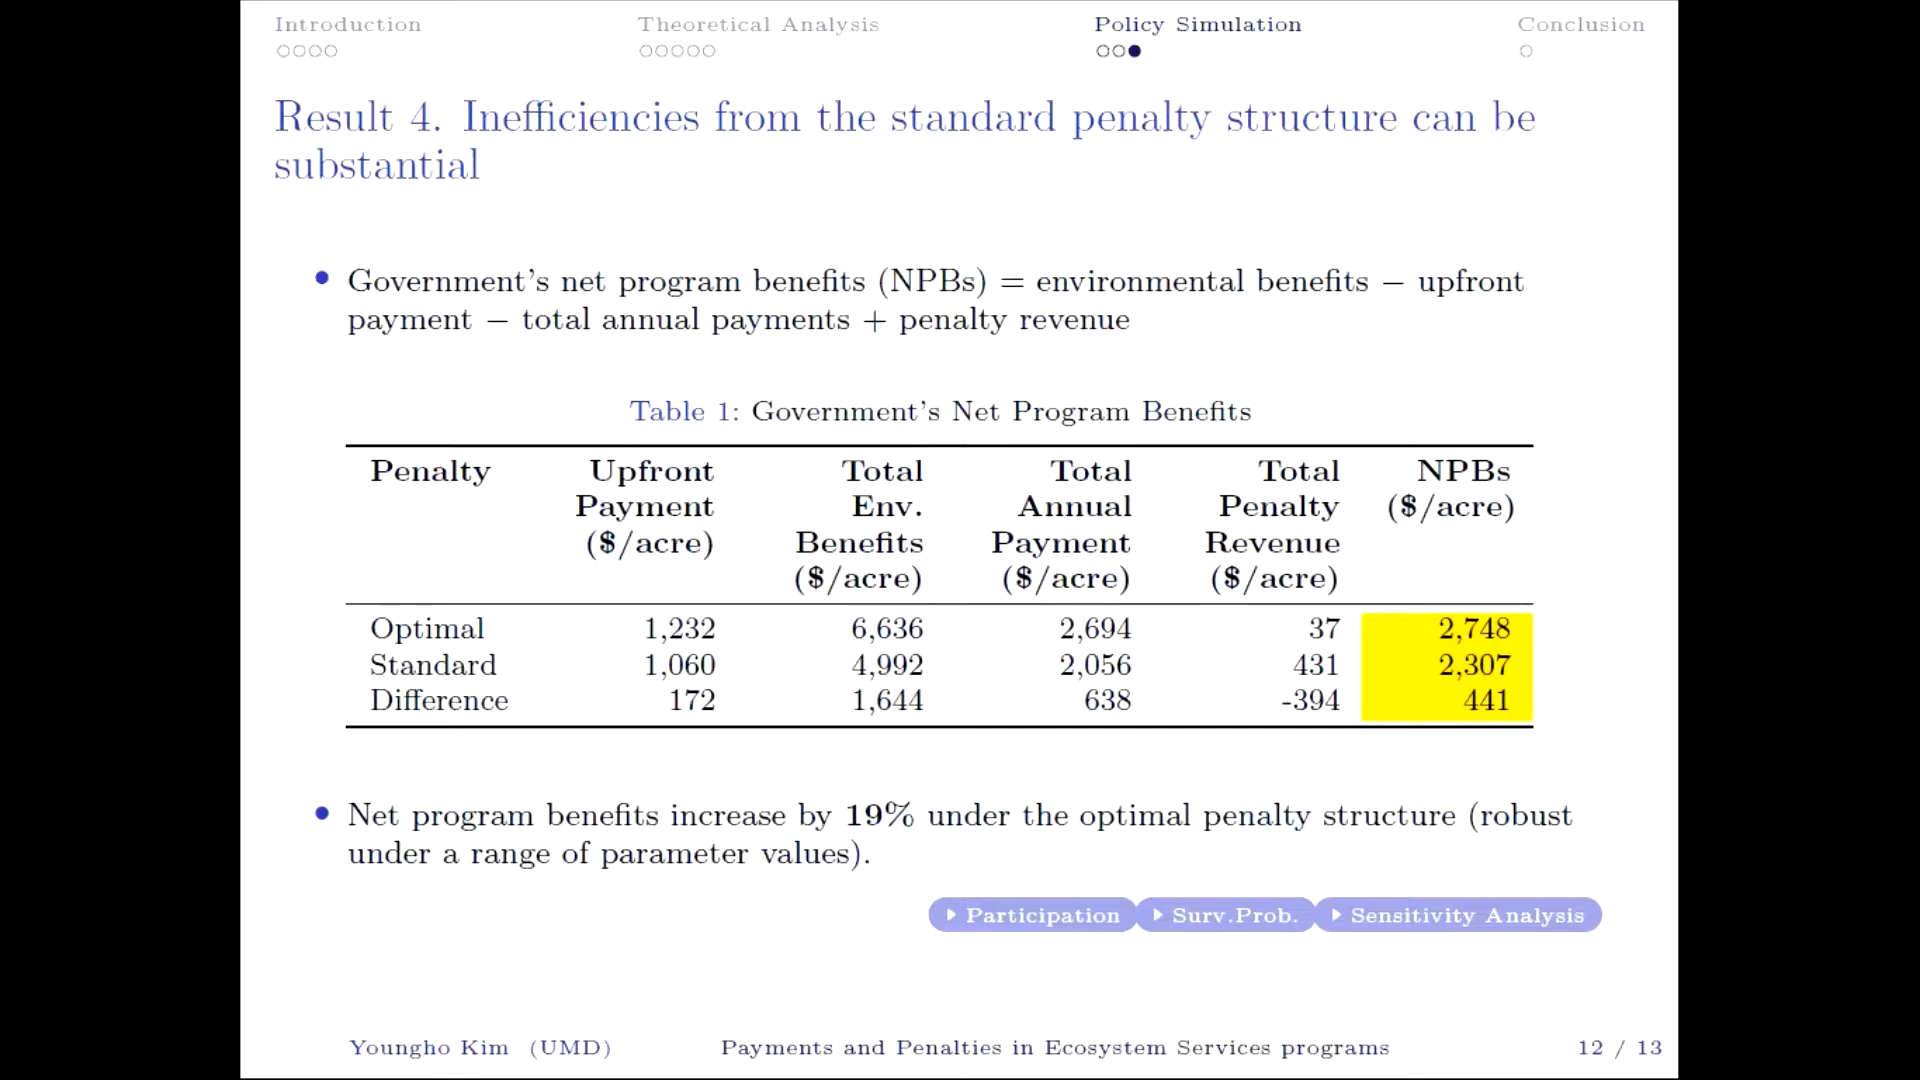 Introduction Theoretical Analysis Policy Simulation Conclusion
Result 4. Inefficiencies from the standard penalty structure can be
substantial
Government's net program benefits (NPBs) = environmental benefits − upfront
payment − total annual payments + penalty revenue
Table 1: Government's Net Program Benefits
Penalty Upfront Total Total Total NPBs
Payment Env. Annual Penalty ($/acre)
($/acre) Benefits Payment Revenue
($/acre) ($/acre) ($/acre)
Optimal 1,232 6,636 2,694 37 2,748
Standard 1,060 4,992 2,056 431 2,307
Difference 172 1,644 638 -394 441
Net program benefits increase by 19% under the optimal penalty structure (robust
under a range of parameter values).
Participation Surv.Prob. Sensitivity Analysis
Youngho Kim (UMD) Payments and Penalties in Ecosystem Services programs 12 / 13